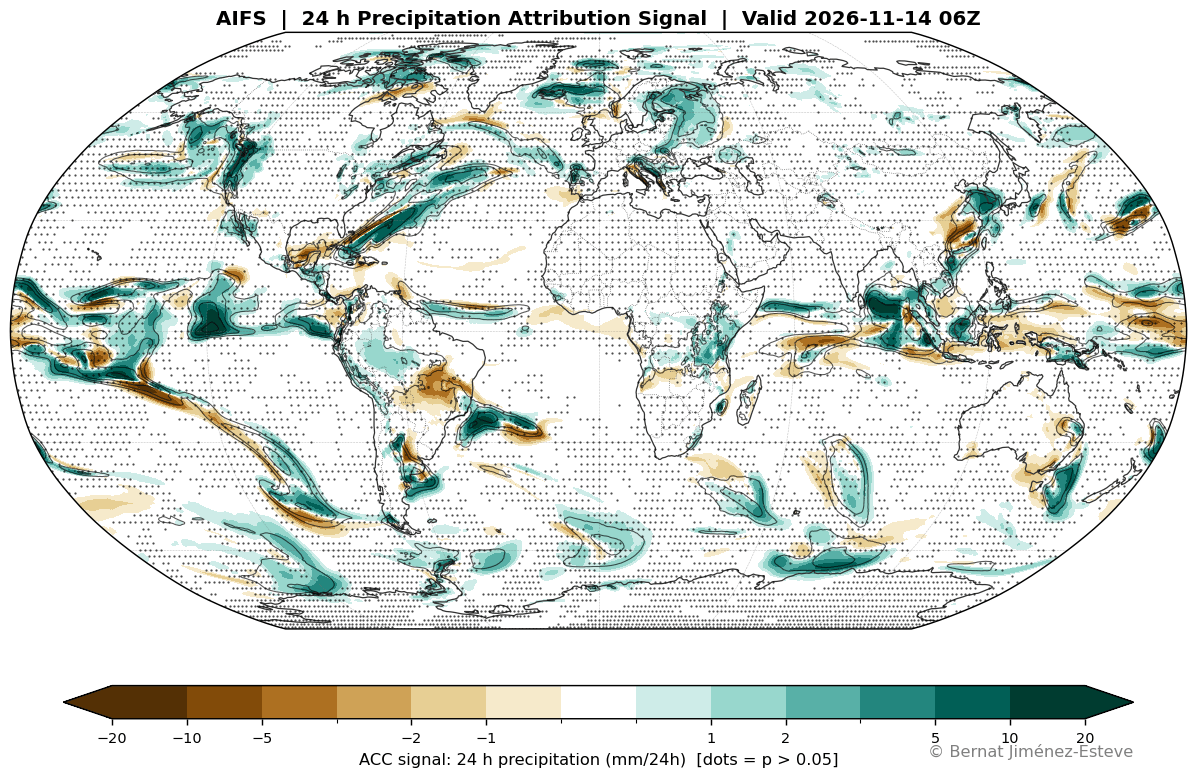 AIFS | 24 h Precipitation Attribution Signal | Valid 2026-11-14 06Z
−20 −10 −5 −2 −1 1 2 5 10 20
© Bernat Jiménez-Esteve
ACC signal: 24 h precipitation (mm/24h) [dots = p > 0.05]